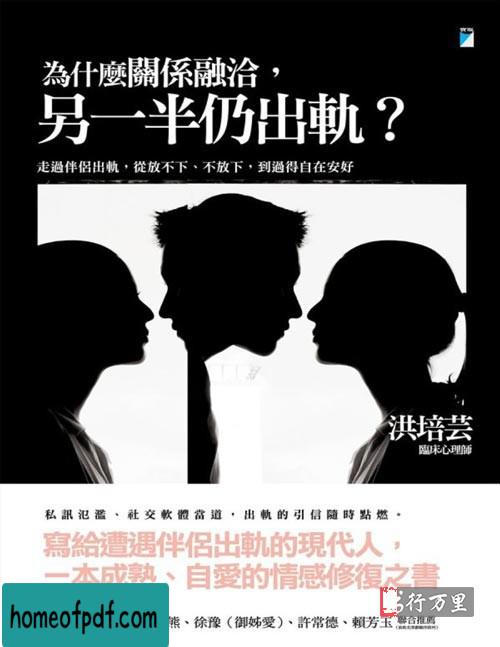 寶瓶
為什麼關係融洽，
另一半仍出軌？
走過伴侶出軌，從放不下、不放下，到過得自在安好
洪培芸
臨床心理師
私訊氾濫、社交軟體當道，出軌的引信隨時點燃。
寫給遭遇伴侶出軌的現代人，
一本成熟、自愛的情感修復之書
熊、徐豫（御姊愛）、許常德、賴芳玉 聯合推薦
homeofpdf.com
行万里